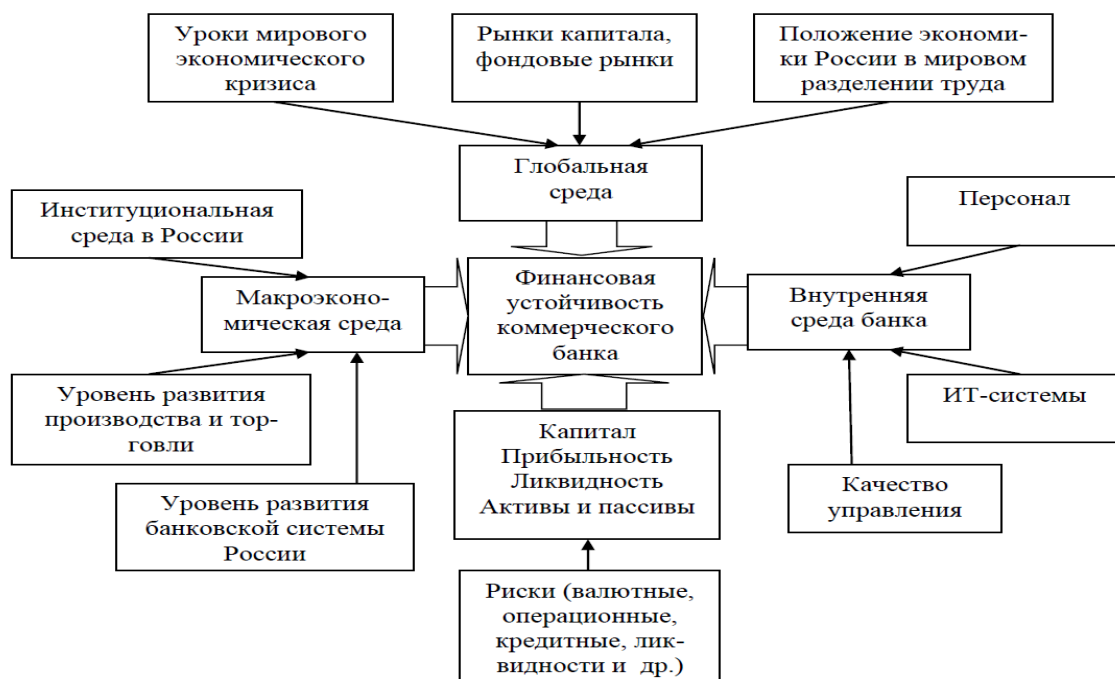 Уроки мирового
экономического
кризиса
Рынки капитала,
фондовые рынки
Положение экономи-
ки России в мировом
разделении труда
Глобальная
среда
Институциональная
среда в России
Персонал
Макроэконо-
мическая среда
Финансовая
устойчивость
коммерческого
банка
Внутренняя
среда банка
Уровень развития
производства и тор-
говли
ИТ-системы
Капитал
Прибыльность
Ликвидность
Активы и пассивы
Уровень развития
банковской системы
России
Качество
управления
Риски (валютные,
операционные,
кредитные, лик-
видности и др.)